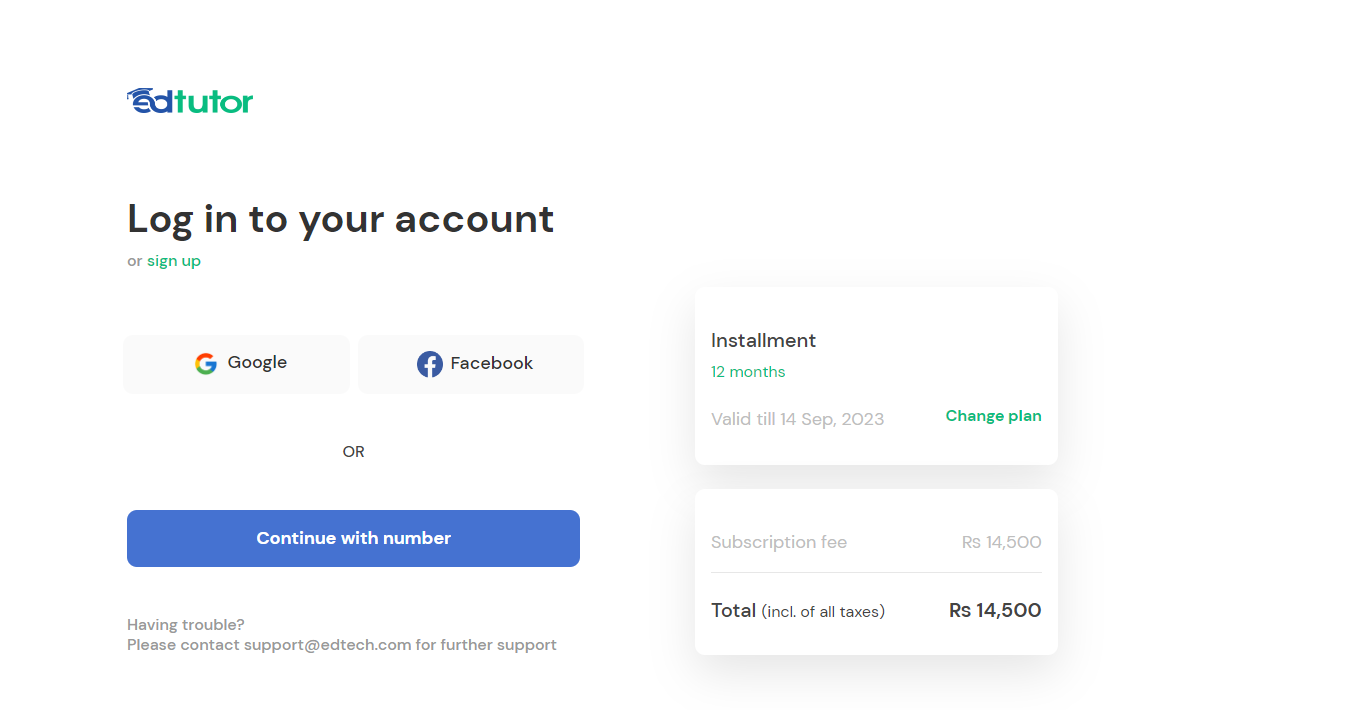 edtutor
Log in to your account
or sign up
Google
Facebook
OR
Continue with number
Having trouble?
Please contact support@edtech.com for further support
Installment
12 months
Valid till 14 Sep, 2023
Change plan
Subscription fee
Rs 14,500
Total (incl. of all taxes)
Rs 14,500